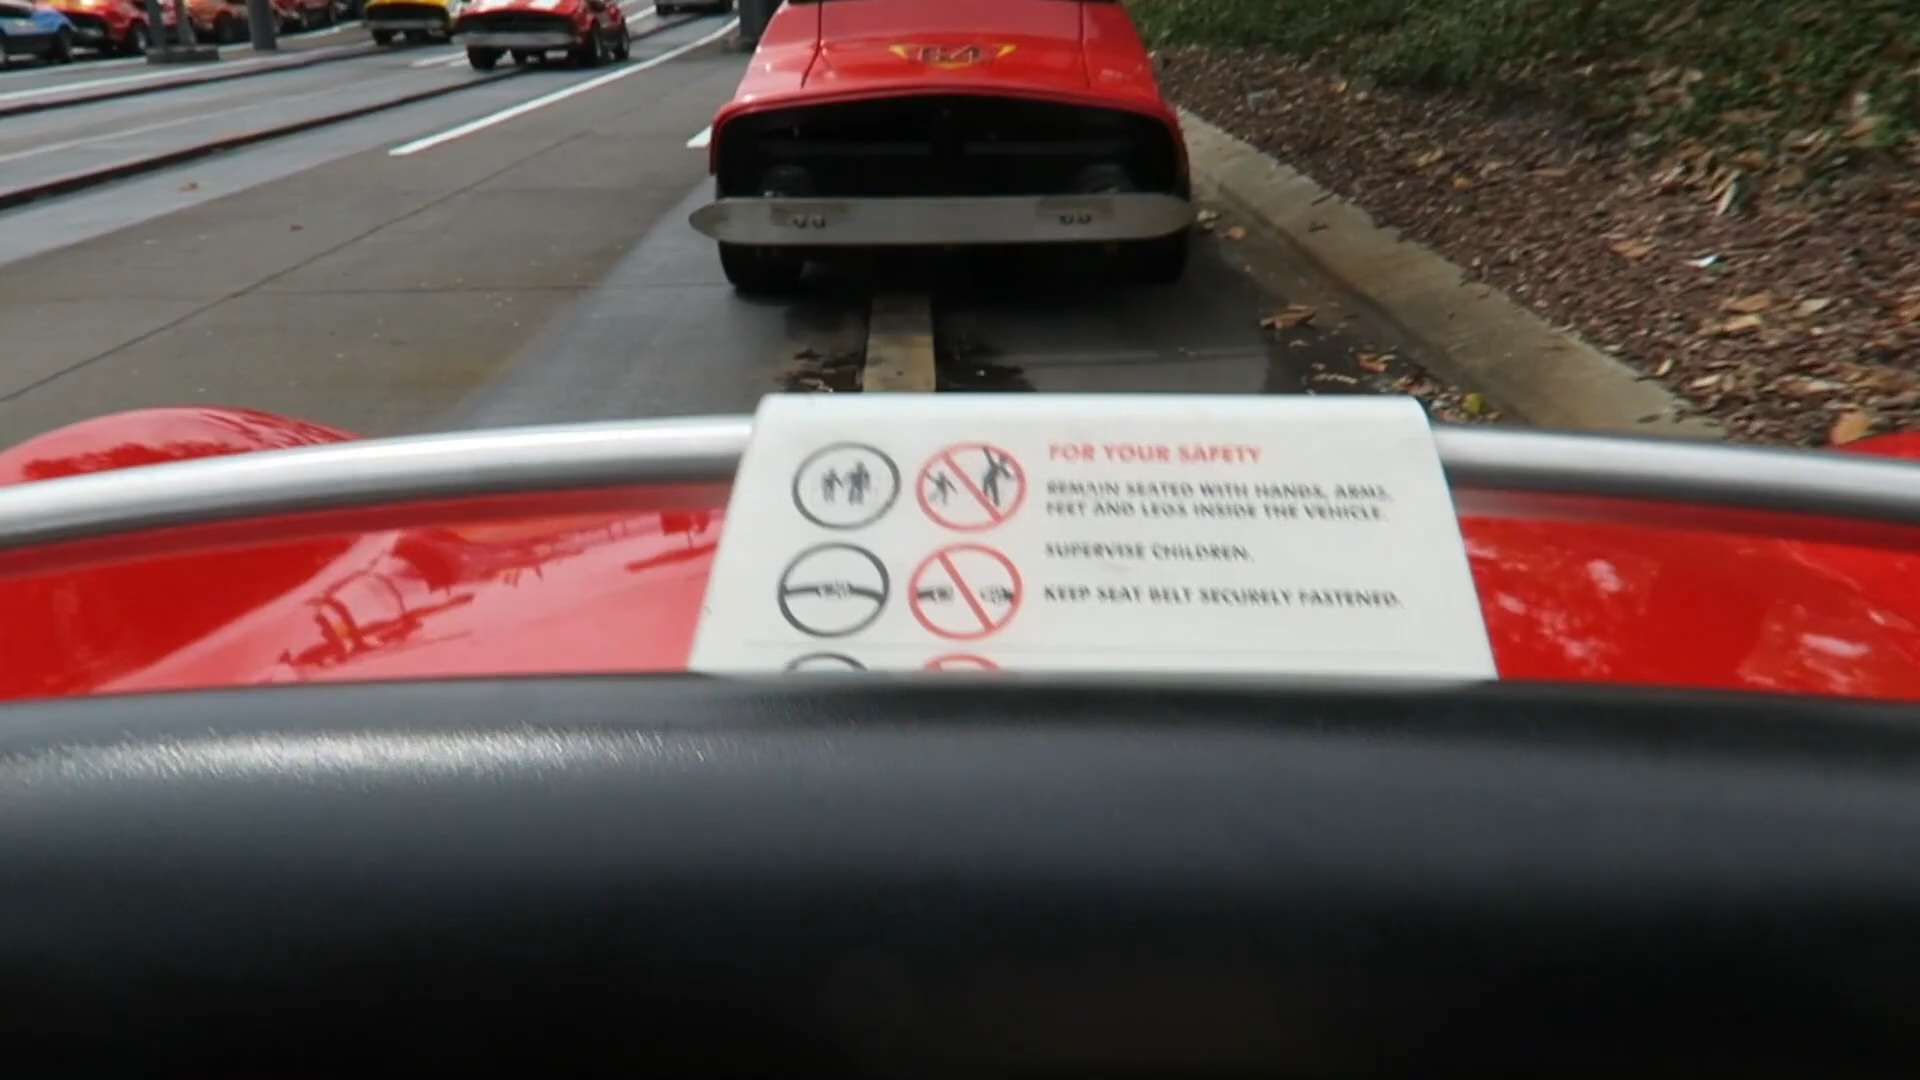 FOR YOUR SAFETY
REMAIN SEATED WITH HANDS, ARMS,
FEET AND LEGS INSIDE THE VEHICLE.
SUPERVISE CHILDREN.
KEEP SEAT BELT SECURELY FASTENED.